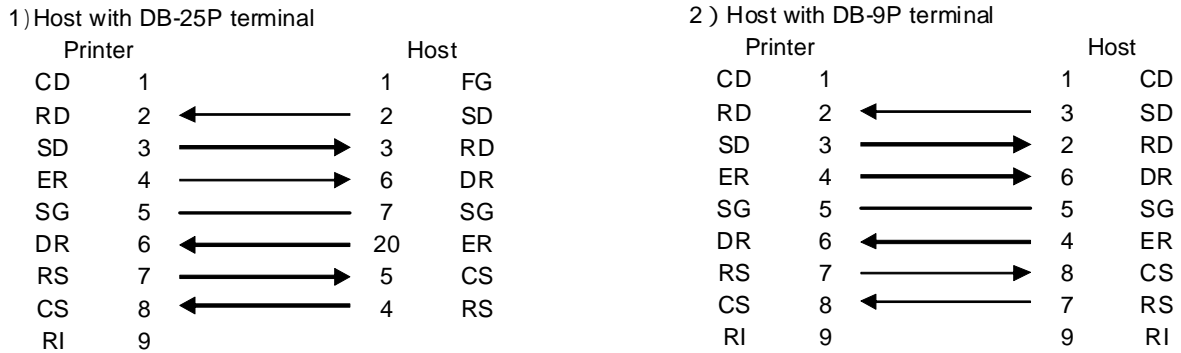 1)Host with DB-25P terminal
Printer Host
CD 1 1 FG
RD 2 2 SD
SD 3 3 RD
ER 4 6 DR
SG 5 7 SG
DR 6 20 ER
RS 7 5 CS
CS 8 4 RS
RI 9
2) Host with DB-9P terminal
Printer Host
CD 1 1 CD
RD 2 3 SD
SD 3 2 RD
ER 4 6 DR
SG 5 5 SG
DR 6 4 ER
RS 7 8 CS
CS 8 7 RS
RI 9 9 RI